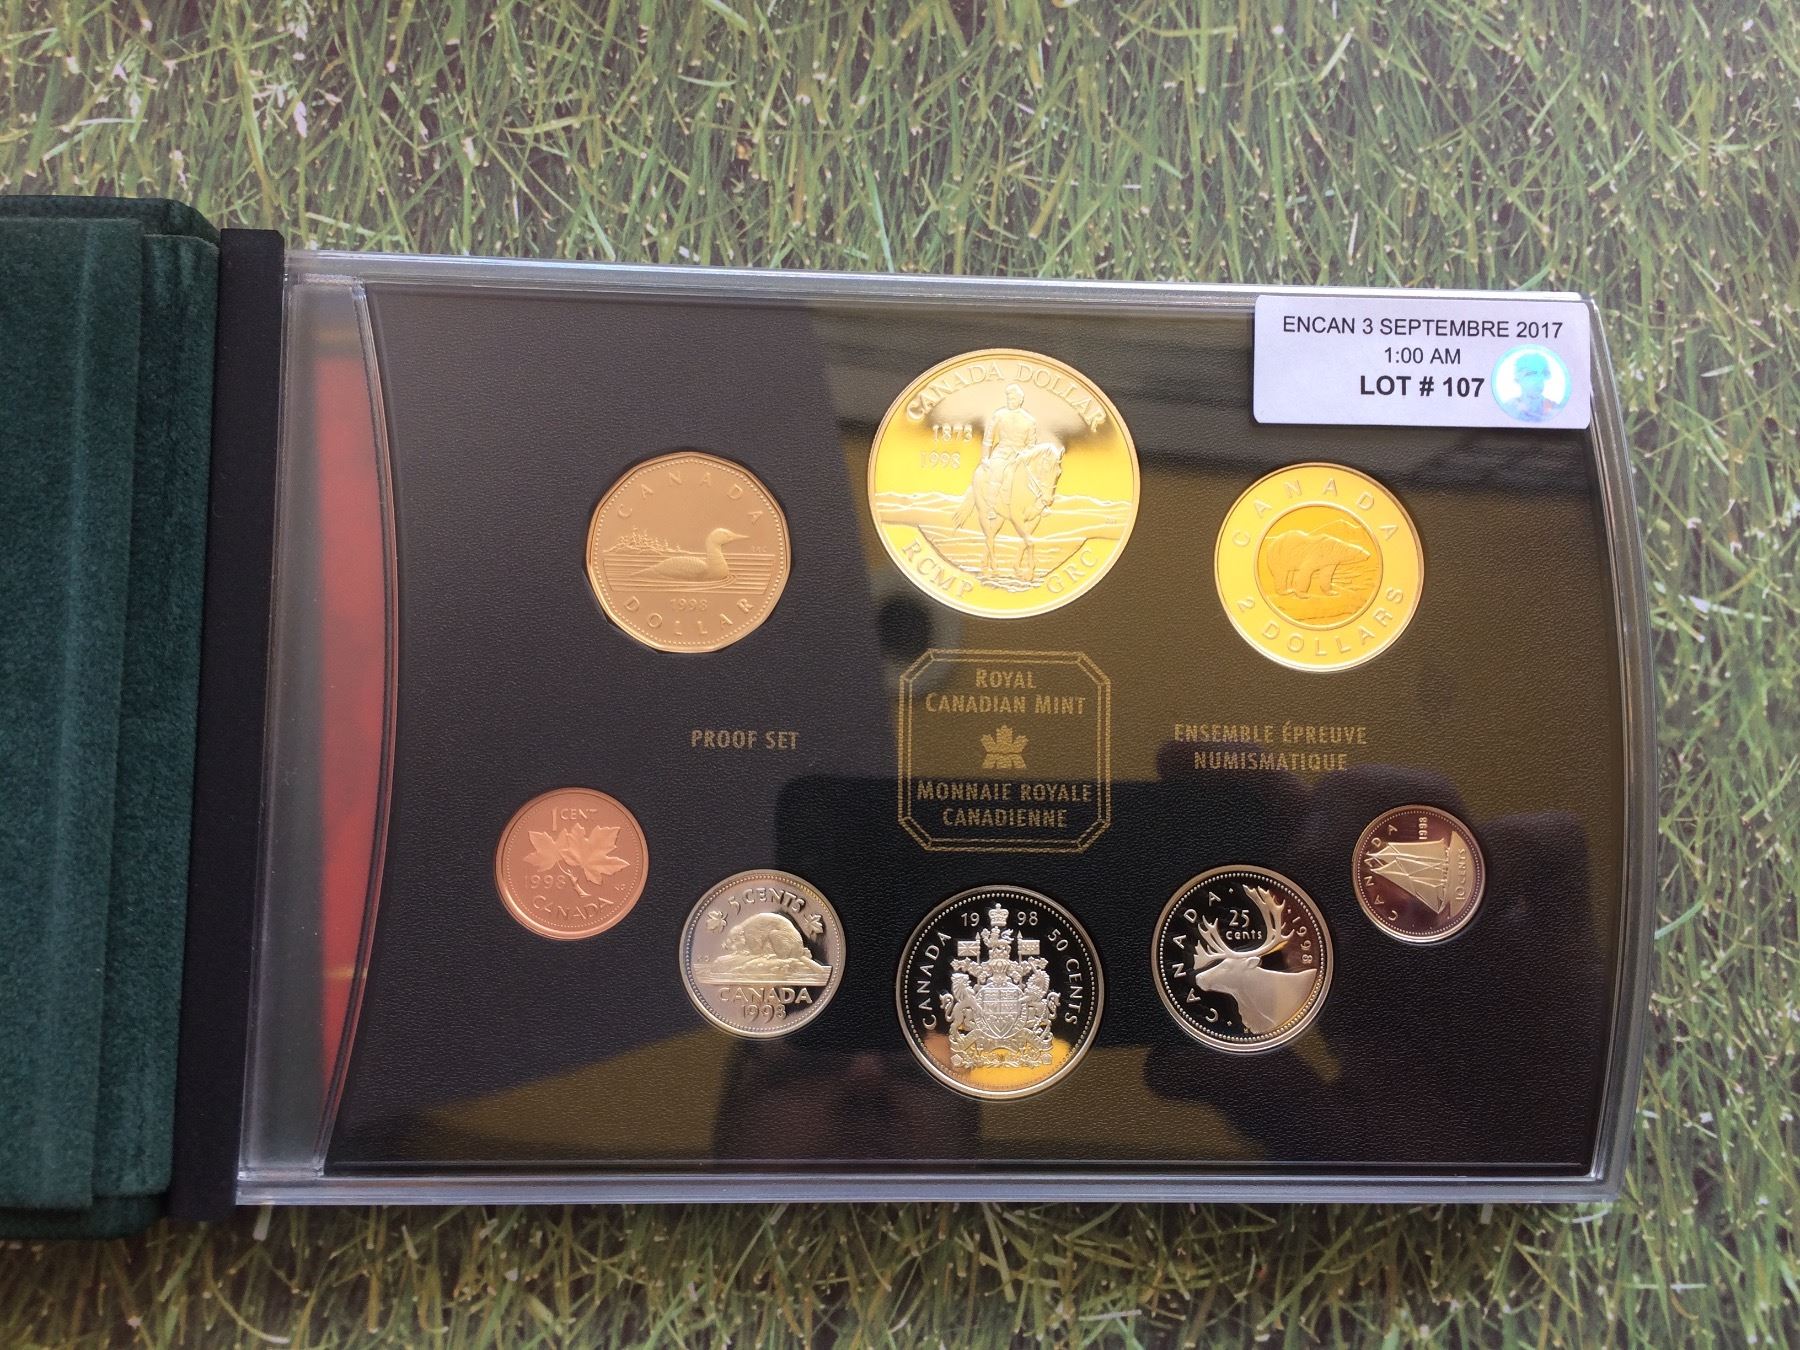 ENCAN 3 SEPTEMBRE 2017
1:00 AM
LOT # 107
CANADA DOLLAR
1873
1998
RCMP GRC
CANADA
1998
DOLLAR
CANADA
2 DOLLARS
ROYAL
CANADIAN MINT
MONNAIE ROYALE
CANADIENNE
PROOF SET
ENSEMBLE ÉPREUVE
NUMISMATIQUE
1 CENT
1998
CANADA
5 CENTS
CANADA
1998
19 98
CANADA 50 CENTS
CANADA
25
cents
1998
CANADA
1998
10 CENTS